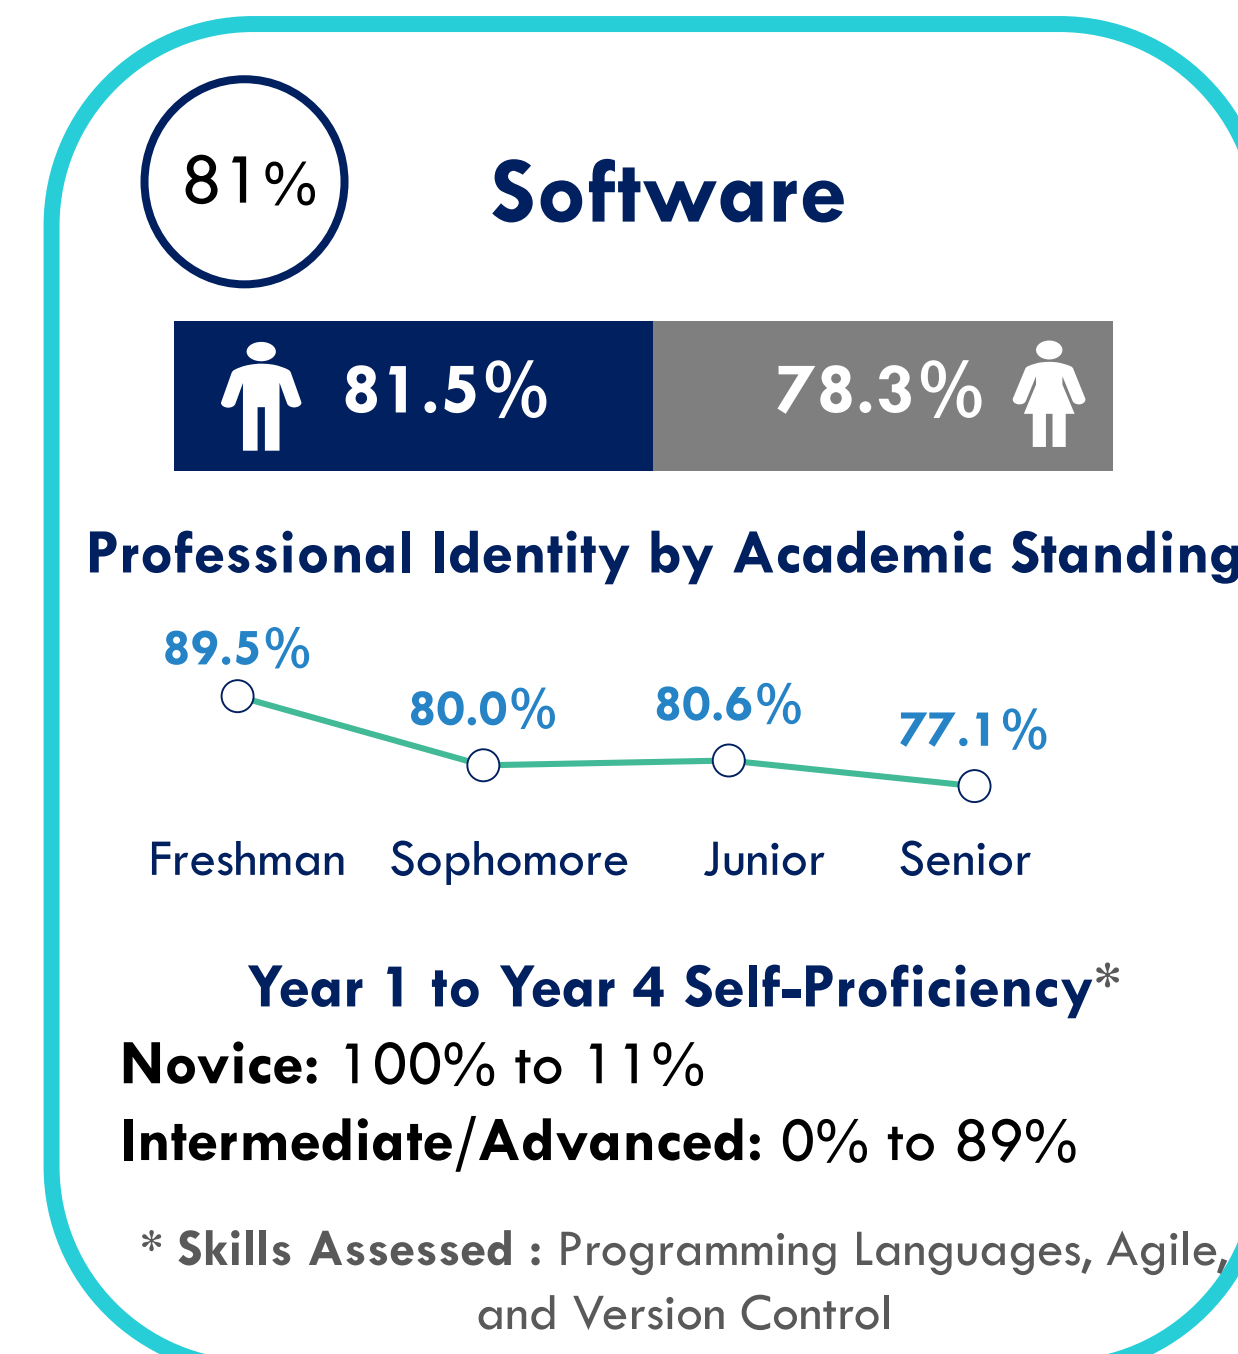 81%
Software
81.5% 78.3%
Professional Identity by Academic Standing
89.5%
80.0% 80.6% 77.1%
Freshman Sophomore Junior Senior
Year 1 to Year 4 Self-Proficiency*
Novice: 100% to 11%
Intermediate/Advanced: 0% to 89%
* Skills Assessed : Programming Languages, Agile,
and Version Control